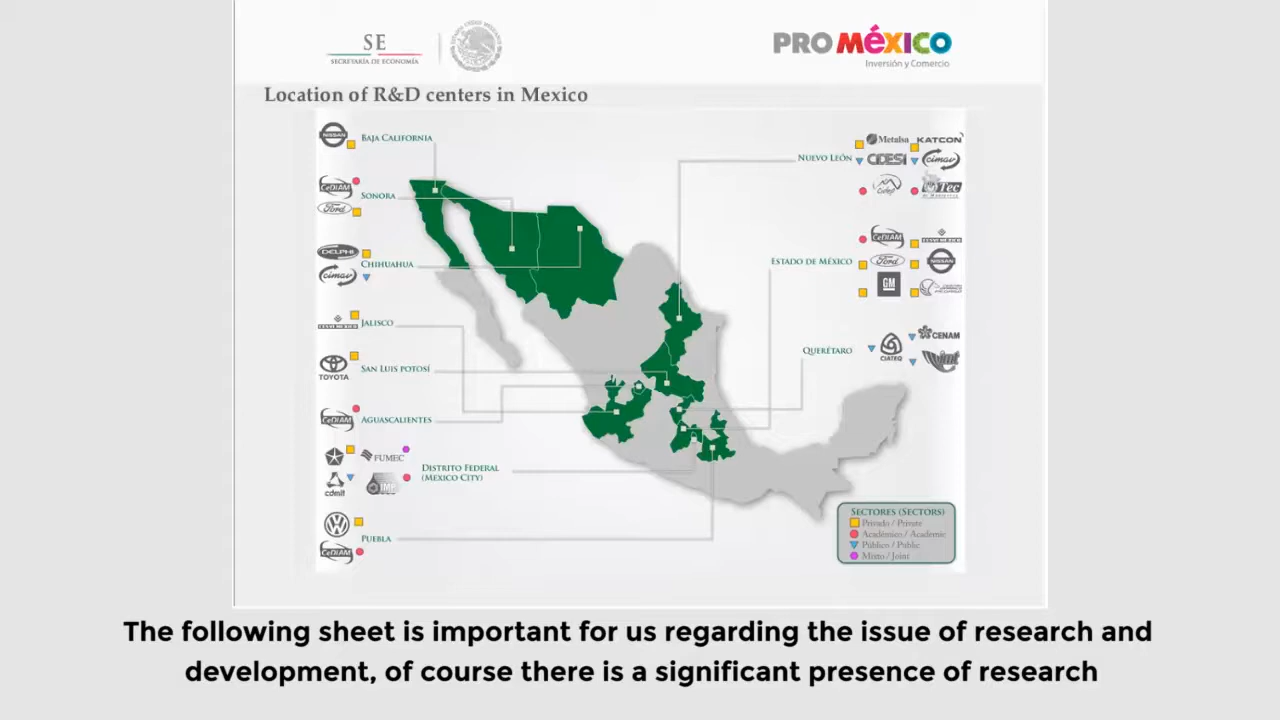 SE
SECRETARÍA DE ECONOMÍA
PRO México
Inversión y Comercio
Location of R&D centers in Mexico
NISSAN
BAJA CALIFORNIA
CeDIAM
SONORA
Ford
DELPHI
CHIHUAHUA
cimav
JALISCO
TOYOTA
SAN LUIS POTOSÍ
CeDIAM
AGUASCALIENTES
FUMEC
DISTRITO FEDERAL
(MEXICO CITY)
cdmit
IMP
PUEBLA
CeDIAM
Metalsa
KATCON
NUEVO LEÓN
CIDESI
cimav
Tec
CeDIAM
ESTADO DE MÉXICO
Ford
NISSAN
GM
QUERÉTARO
CIATEQ
CENAM
SECTORES (SECTORS)
Privado / Private
Académico / Academic
Público / Public
Mixto / Joint
The following sheet is important for us regarding the issue of research and
development, of course there is a significant presence of research